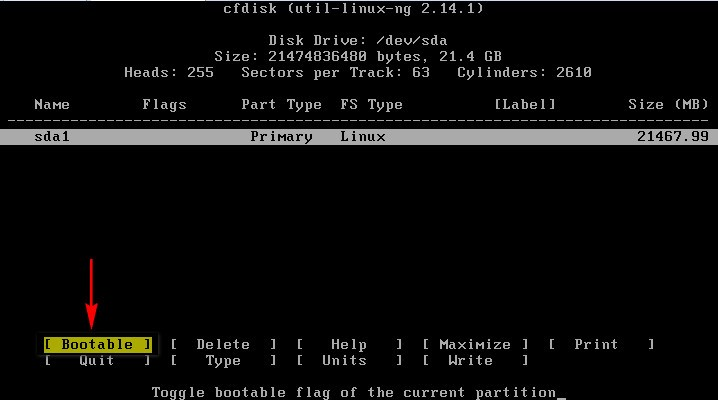 cfdisk (util-linux-ng 2.14.1)
Disk Drive: /dev/sda
Size: 21474836480 bytes, 21.4 GB
Heads: 255   Sectors per Track: 63   Cylinders: 2610
Name   Flags   Part Type   FS Type   [Label]   Size (MB)
sda1   Primary   Linux   21467.99
[ Bootable ]   [ Delete ]   [ Help ]   [ Maximize ]   [ Print ]
[ Quit ]   [ Type ]   [ Units ]   [ Write ]
Toggle bootable flag of the current partition_